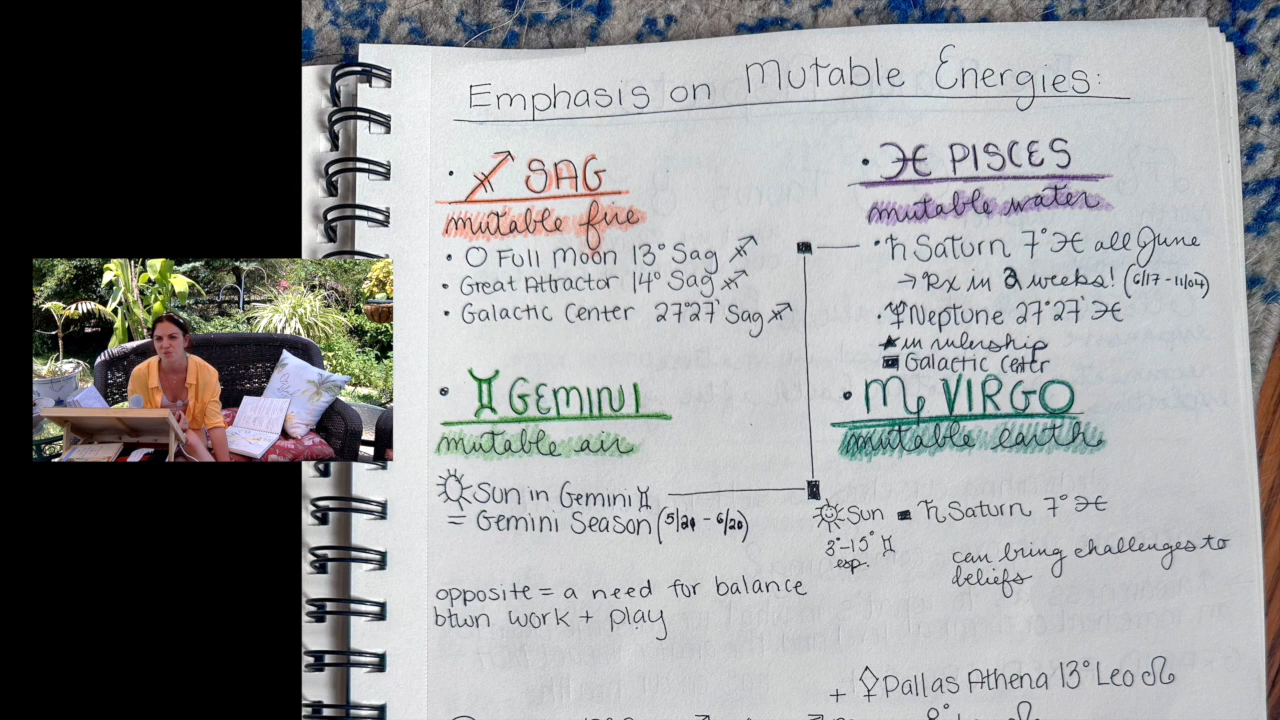 Emphasis on Mutable Energies:
• ♐ SAG
mutable fire
• O Full Moon 13° Sag ♐
• Great Attractor 14° Sag ♐
• Galactic Center 27°27' Sag ♐
• ♓ PISCES
mutable water
• ♄ Saturn 7° ♓ all June
→ Rx in 2 weeks! (6/17 - 11/04)
• ♆ Neptune 27°27' ♓
★ in rulership
■ Galactic Center
• ♊ GEMINI
mutable air
☼ Sun in Gemini ♊
= Gemini Season (5/20 - 6/20)
• ♍ VIRGO
mutable earth
☼ Sun ■ ♄ Saturn 7° ♓
3°-15° ♊
esp.
can bring challenges to
beliefs
opposite = a need for balance
btwn work + play
+ ⚴ Pallas Athena 13° Leo ♌